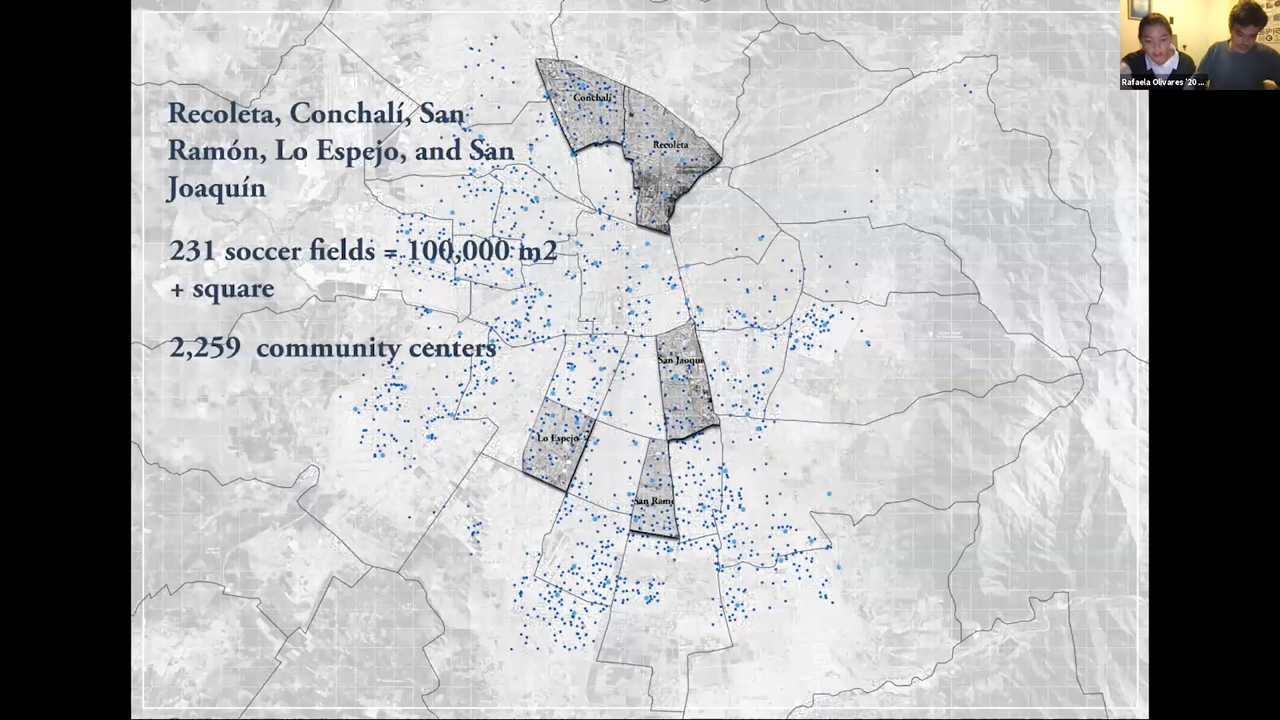 Recoleta, Conchalí, San
Ramón, Lo Espejo, and San
Joaquín
231 soccer fields = 100,000 m2
+ square
2,259 community centers
Conchalí
Recoleta
San Jaoqui
Lo Espejo
San Ram
Rafaela Olivares '20 ...